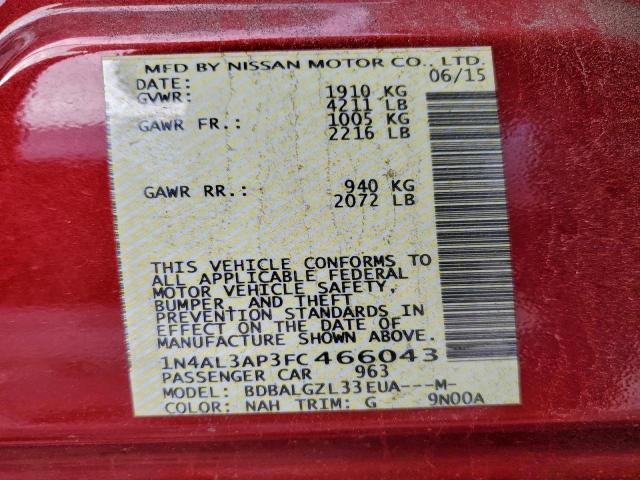 MFD BY NISSAN MOTOR CO., LTD.
DATE: 06/15
GVWR: 1910 KG
4211 LB
GAWR FR.: 1005 KG
2216 LB
GAWR RR.: 940 KG
2072 LB
THIS VEHICLE CONFORMS TO
ALL APPLICABLE FEDERAL
MOTOR VEHICLE SAFETY,
BUMPER, AND THEFT
PREVENTION STANDARDS IN
EFFECT ON THE DATE OF
MANUFACTURE SHOWN ABOVE.
1N4AL3AP3FC466043
PASSENGER CAR 963
MODEL: BDBALGZL33EUA---M-
COLOR: NAH TRIM: G 9N00A